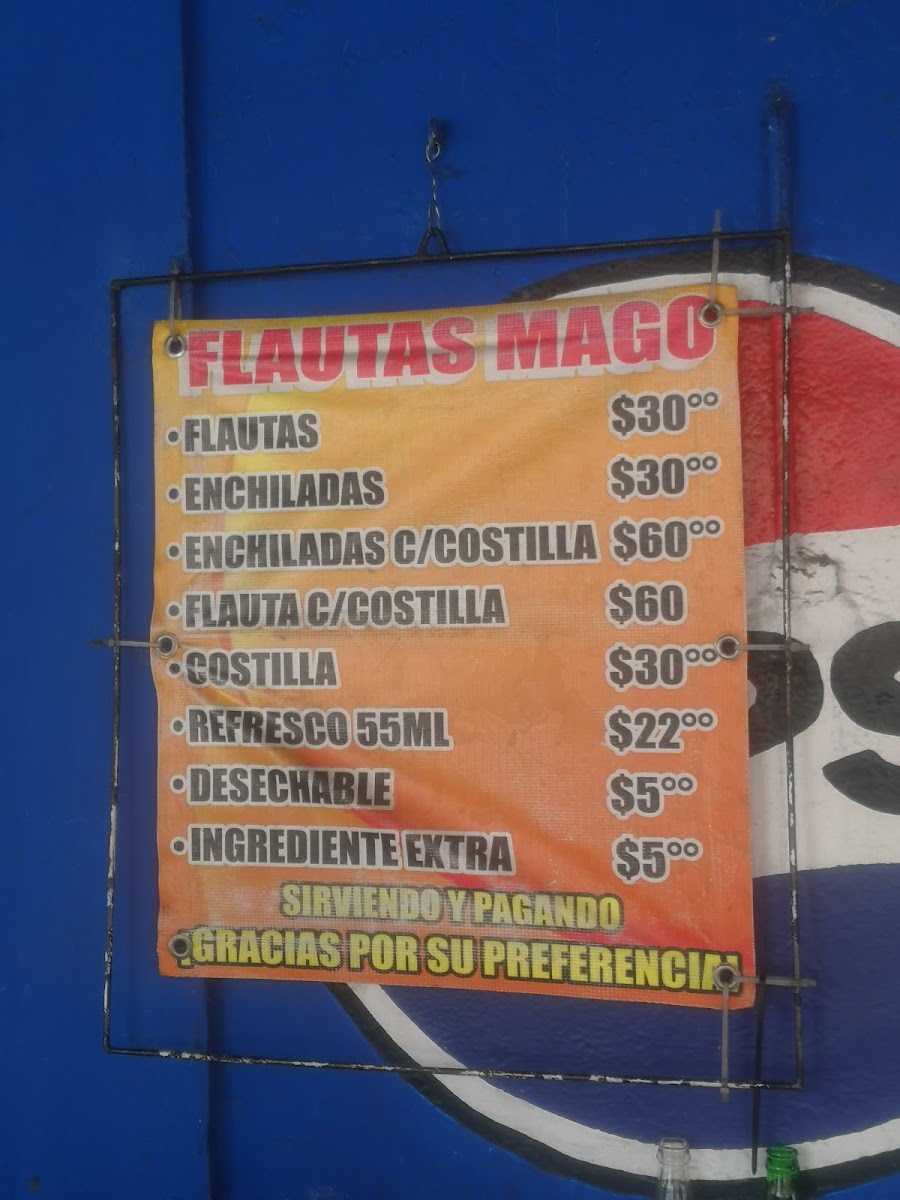 FLAUTAS MAGO
•FLAUTAS $30°°
•ENCHILADAS $30°°
•ENCHILADAS C/COSTILLA $60°°
•FLAUTA C/COSTILLA $60
•COSTILLA $30°°
•REFRESCO 55ML $22°°
•DESECHABLE $5°°
•INGREDIENTE EXTRA $5°°
SIRVIENDO Y PAGANDO
¡GRACIAS POR SU PREFERENCIA!